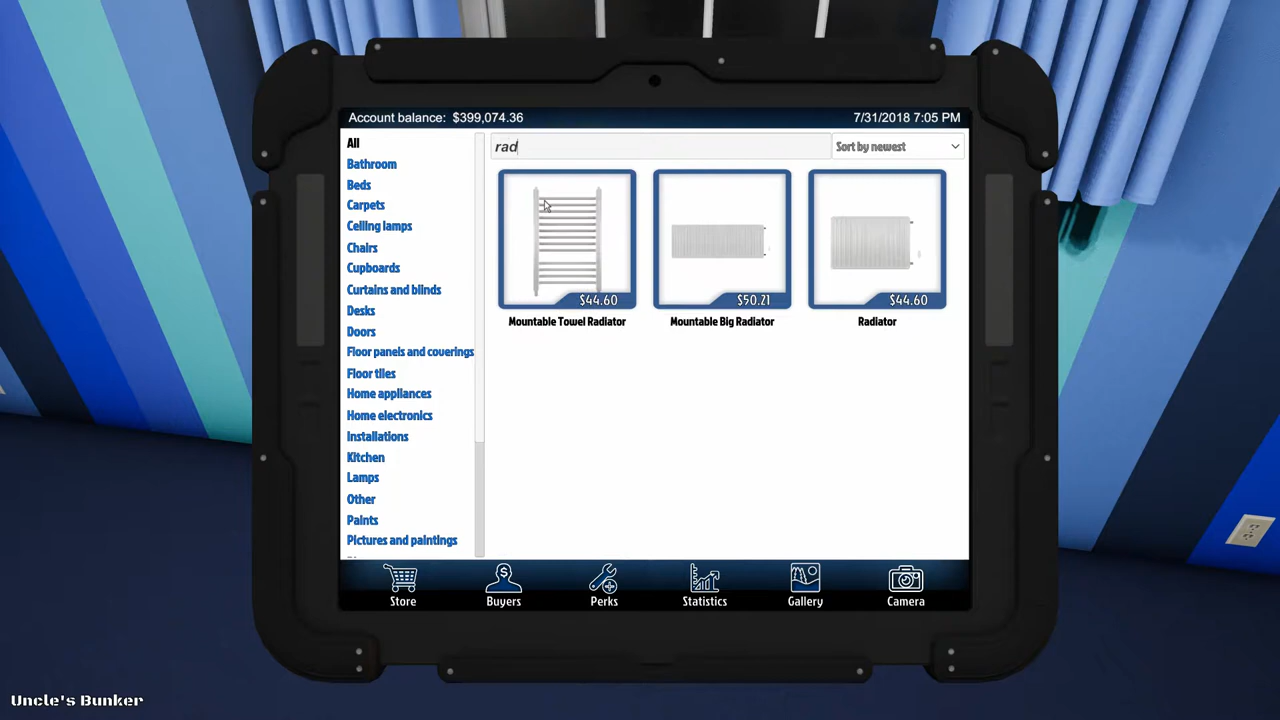 Account balance: $399,074.36
7/31/2018 7:05 PM
All
Bathroom
Beds
Carpets
Ceiling lamps
Chairs
Cupboards
Curtains and blinds
Desks
Doors
Floor panels and coverings
Floor tiles
Home appliances
Home electronics
Installations
Kitchen
Lamps
Other
Paints
Pictures and paintings
rad
Sort by newest
$44.60
Mountable Towel Radiator
$50.21
Mountable Big Radiator
$44.60
Radiator
Store
Buyers
Perks
Statistics
Gallery
Camera
Uncle's Bunker